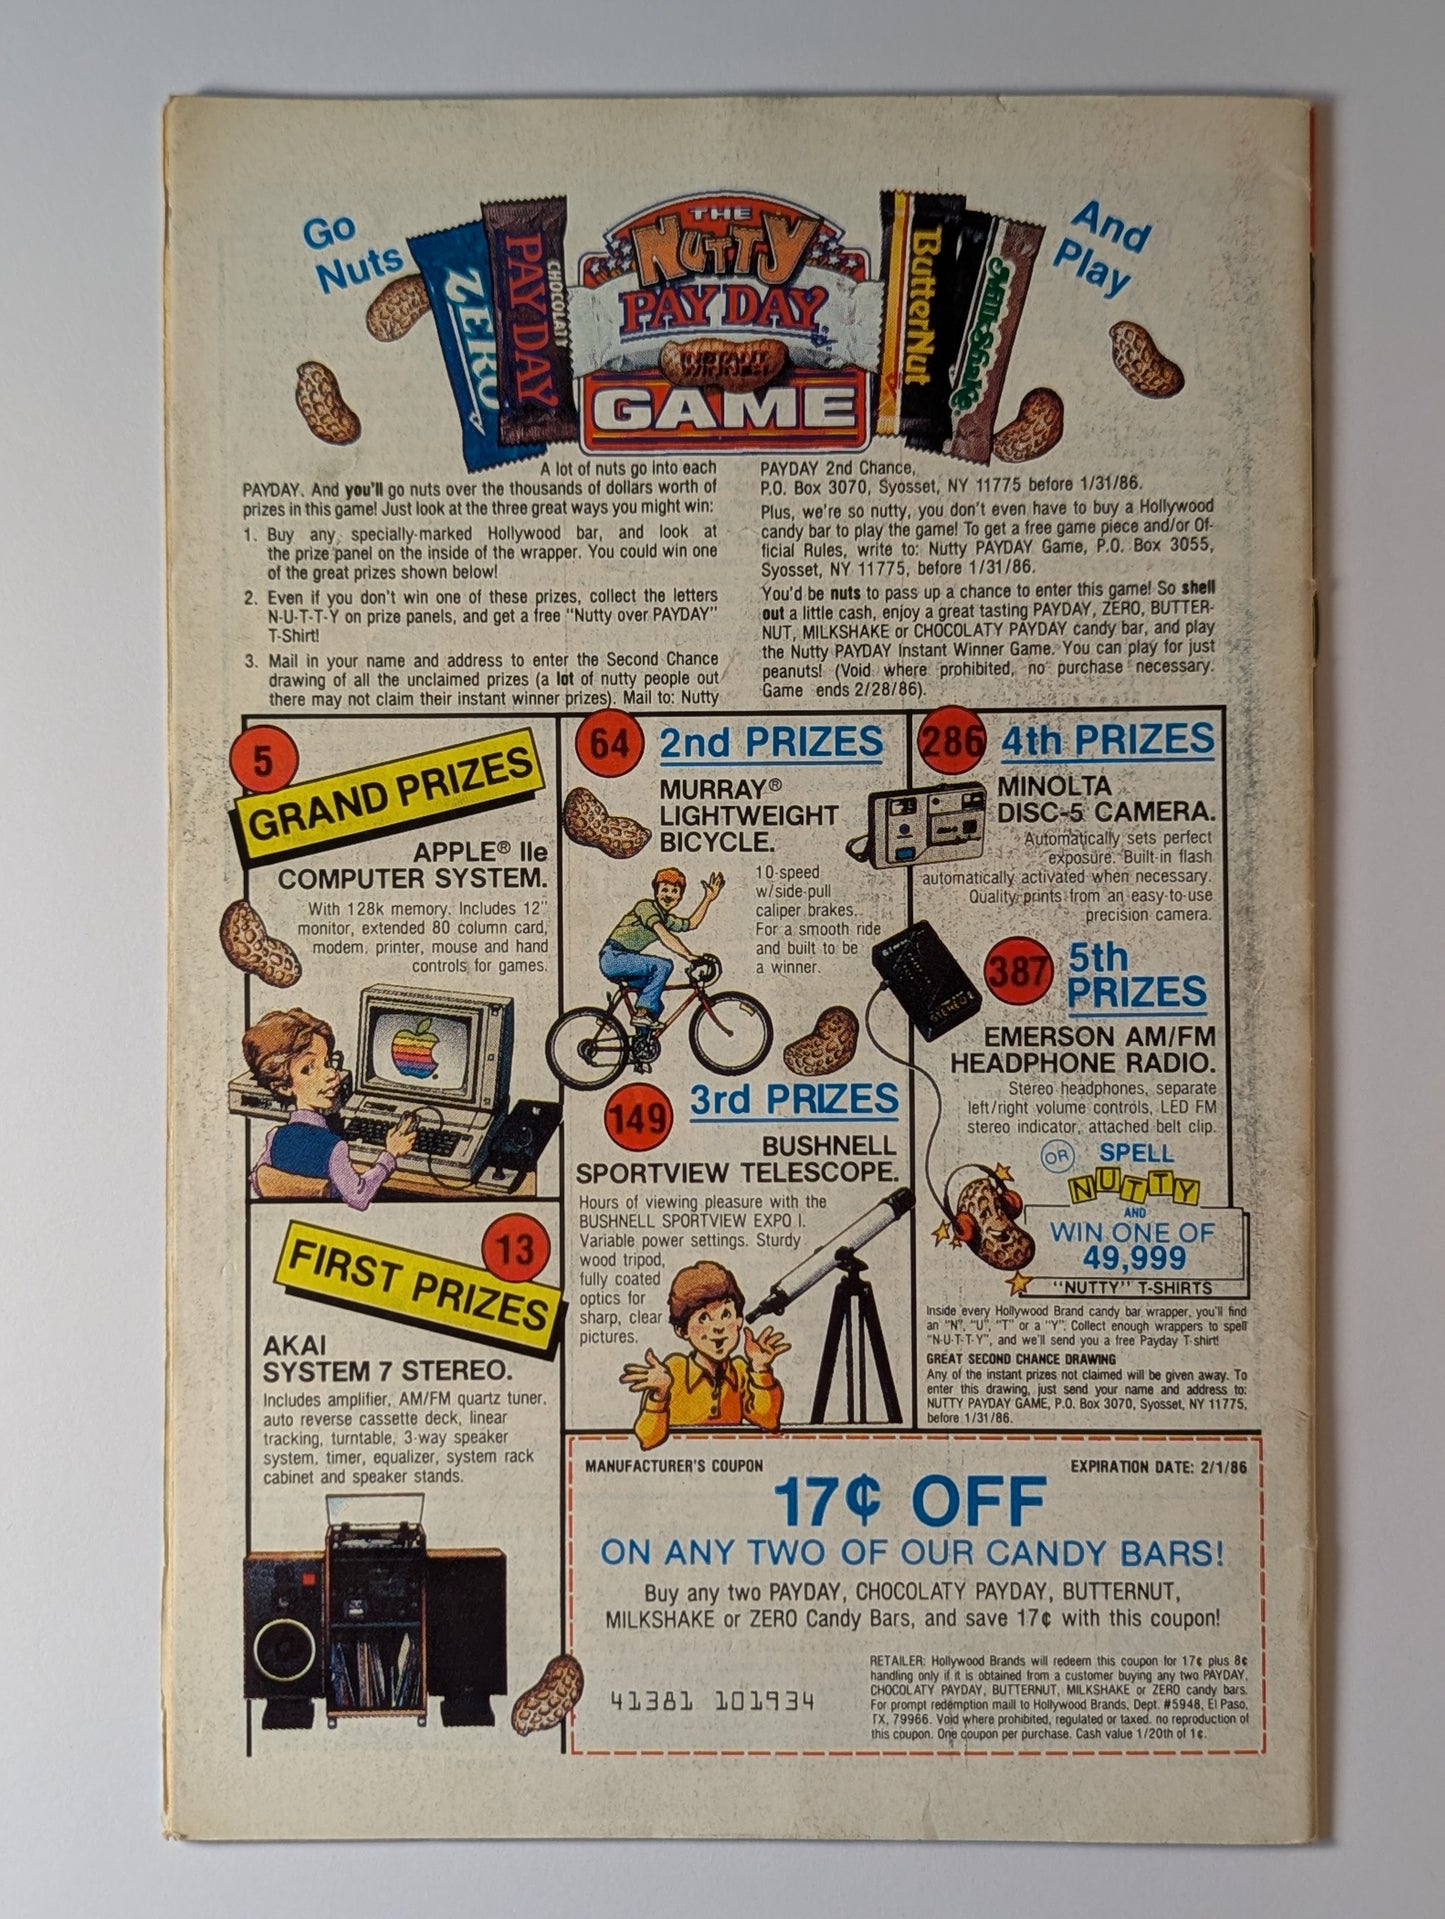 Go
Nuts
And
Play
ZERO
CHOCOLATY
PAY DAY
THE
NUTTY
PAY DAY
INSTANT
WINNER
GAME
ButterNut
Milk Shake
A lot of nuts go into each
PAYDAY. And you'll go nuts over the thousands of dollars worth of
prizes in this game! Just look at the three great ways you might win:
1. Buy any specially-marked Hollywood bar, and look at
the prize panel on the inside of the wrapper. You could win one
of the great prizes shown below!
2. Even if you don't win one of these prizes, collect the letters
N-U-T-T-Y on prize panels, and get a free "Nutty over PAYDAY"
T-Shirt!
3. Mail in your name and address to enter the Second Chance
drawing of all the unclaimed prizes (a lot of nutty people out
there may not claim their instant winner prizes). Mail to: Nutty
PAYDAY 2nd Chance,
P.O. Box 3070, Syosset, NY 11775 before 1/31/86.
Plus, we're so nutty, you don't even have to buy a Hollywood
candy bar to play the game! To get a free game piece and/or Of-
ficial Rules, write to: Nutty PAYDAY Game, P.O. Box 3055,
Syosset, NY 11775, before 1/31/86.
You'd be nuts to pass up a chance to enter this game! So shell
out a little cash, enjoy a great tasting PAYDAY, ZERO, BUTTER-
NUT, MILKSHAKE or CHOCOLATY PAYDAY candy bar, and play
the Nutty PAYDAY Instant Winner Game. You can play for just
peanuts! (Void where prohibited, no purchase necessary.
Game ends 2/28/86).
5
GRAND PRIZES
APPLE® IIe
COMPUTER SYSTEM.
With 128k memory. Includes 12"
monitor, extended 80 column card,
modem, printer, mouse and hand
controls for games.
13
FIRST PRIZES
AKAI
SYSTEM 7 STEREO.
Includes amplifier, AM/FM quartz tuner,
auto reverse cassette deck, linear
tracking, turntable, 3-way speaker
system, timer, equalizer, system rack
cabinet and speaker stands.
64 2nd PRIZES
MURRAY®
LIGHTWEIGHT
BICYCLE.
10-speed
w/side-pull
caliper brakes.
For a smooth ride
and built to be
a winner.
149 3rd PRIZES
BUSHNELL
SPORTVIEW TELESCOPE.
Hours of viewing pleasure with the
BUSHNELL SPORTVIEW EXPO I.
Variable power settings. Sturdy
wood tripod,
fully coated
optics for
sharp, clear
pictures.
286 4th PRIZES
MINOLTA
DISC-5 CAMERA.
Automatically sets perfect
exposure. Built-in flash
automatically activated when necessary.
Quality prints from an easy-to-use
precision camera.
387 5th
PRIZES
STEREO
EMERSON AM/FM
HEADPHONE RADIO.
Stereo headphones, separate
left/right volume controls, LED FM
stereo indicator, attached belt clip.
OR SPELL
NUTTY
AND
WIN ONE OF
49,999
"NUTTY" T-SHIRTS
Inside every Hollywood Brand candy bar wrapper, you'll find
an "N", "U", "T" or a "Y". Collect enough wrappers to spell
"N-U-T-T-Y", and we'll send you a free Payday T-shirt!
GREAT SECOND CHANCE DRAWING
Any of the instant prizes not claimed will be given away. To
enter this drawing, just send your name and address to:
NUTTY PAYDAY GAME, P.O. Box 3070, Syosset, NY 11775,
before 1/31/86.
MANUFACTURER'S COUPON EXPIRATION DATE: 2/1/86
17¢ OFF
ON ANY TWO OF OUR CANDY BARS!
Buy any two PAYDAY, CHOCOLATY PAYDAY, BUTTERNUT,
MILKSHAKE or ZERO Candy Bars, and save 17¢ with this coupon!
41381 101934
RETAILER: Hollywood Brands will redeem this coupon for 17¢ plus 8¢
handling only if it is obtained from a customer buying any two PAYDAY,
CHOCOLATY PAYDAY, BUTTERNUT, MILKSHAKE or ZERO candy bars.
For prompt redemption maill to Hollywood Brands, Dept. #5948, El Paso,
TX, 79966. Void where prohibited, regulated or taxed. no reproduction of
this coupon. One coupon per purchase. Cash value 1/20th of 1¢.